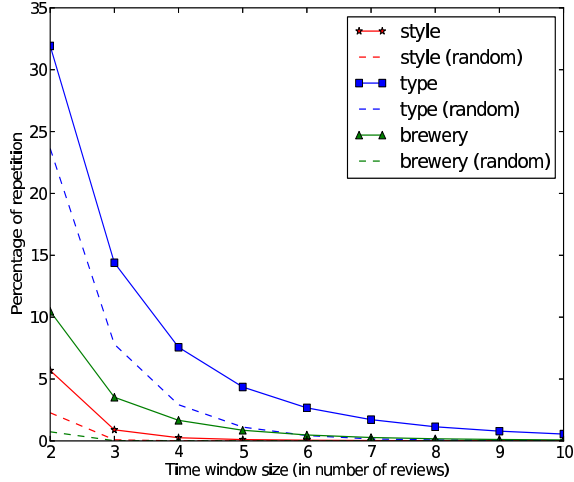 35
30
25
20
15
10
5
0
Percentage of repetition
style
style (random)
type
type (random)
brewery
brewery (random)
2 3 4 5 6 7 8 9 10
Time window size (in number of reviews)